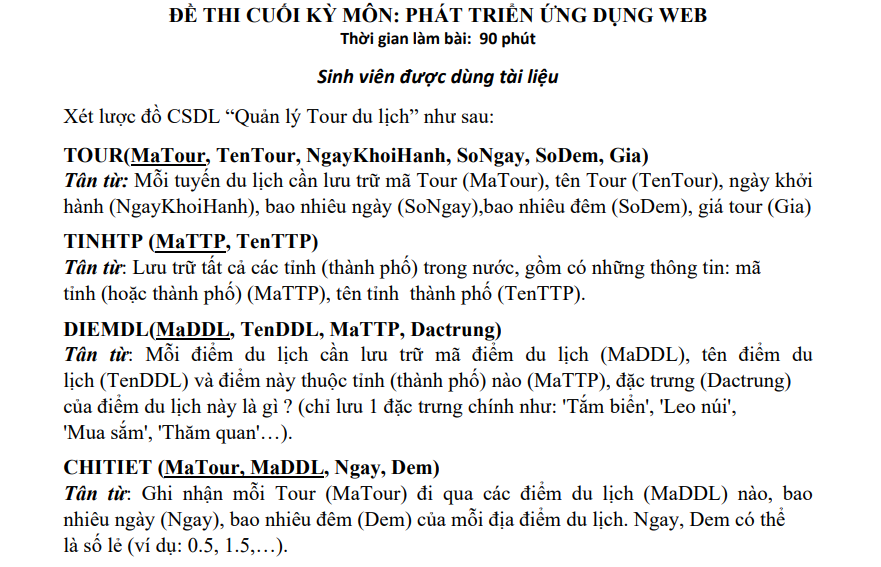 ĐỀ THI CUỐI KỲ MÔN: PHÁT TRIỂN ỨNG DỤNG WEB
Thời gian làm bài: 90 phút
Sinh viên được dùng tài liệu
Xét lược đồ CSDL “Quản lý Tour du lịch” như sau:
TOUR(MaTour, TenTour, NgayKhoiHanh, SoNgay, SoDem, Gia)
Tân từ: Mỗi tuyến du lịch cần lưu trữ mã Tour (MaTour), tên Tour (TenTour), ngày khởi
hành (NgayKhoiHanh), bao nhiêu ngày (SoNgay),bao nhiêu đêm (SoDem), giá tour (Gia)
TINHTP (MaTTP, TenTTP)
Tân từ: Lưu trữ tất cả các tỉnh (thành phố) trong nước, gồm có những thông tin: mã
tỉnh (hoặc thành phố) (MaTTP), tên tỉnh thành phố (TenTTP).
DIEMDL(MaDDL, TenDDL, MaTTP, Dactrung)
Tân từ: Mỗi điểm du lịch cần lưu trữ mã điểm du lịch (MaDDL), tên điểm du
lịch (TenDDL) và điểm này thuộc tỉnh (thành phố) nào (MaTTP), đặc trưng (Dactrung)
của điểm du lịch này là gì ? (chỉ lưu 1 đặc trưng chính như: 'Tắm biển', 'Leo núi',
'Mua sắm', 'Thăm quan'…).
CHITIET (MaTour, MaDDL, Ngay, Dem)
Tân từ: Ghi nhận mỗi Tour (MaTour) đi qua các điểm du lịch (MaDDL) nào, bao
nhiêu ngày (Ngay), bao nhiêu đêm (Dem) của mỗi địa điểm du lịch. Ngay, Dem có thể
là số lẻ (ví dụ: 0.5, 1.5,…).